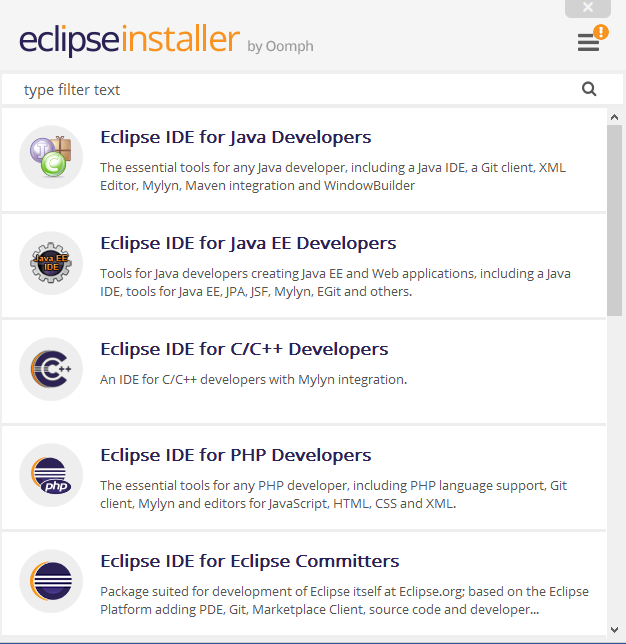 eclipseinstaller by Oomph
type filter text
Eclipse IDE for Java Developers
The essential tools for any Java developer, including a Java IDE, a Git client, XML
Editor, Mylyn, Maven integration and WindowBuilder
Java EE
IDE
Eclipse IDE for Java EE Developers
Tools for Java developers creating Java EE and Web applications, including a Java
IDE, tools for Java EE, JPA, JSF, Mylyn, EGit and others.
C++
Eclipse IDE for C/C++ Developers
An IDE for C/C++ developers with Mylyn integration.
php
Eclipse IDE for PHP Developers
The essential tools for any PHP developer, including PHP language support, Git
client, Mylyn and editors for JavaScript, HTML, CSS and XML.
Eclipse IDE for Eclipse Committers
Package suited for development of Eclipse itself at Eclipse.org; based on the Eclipse
Platform adding PDE, Git, Marketplace Client, source code and developer...